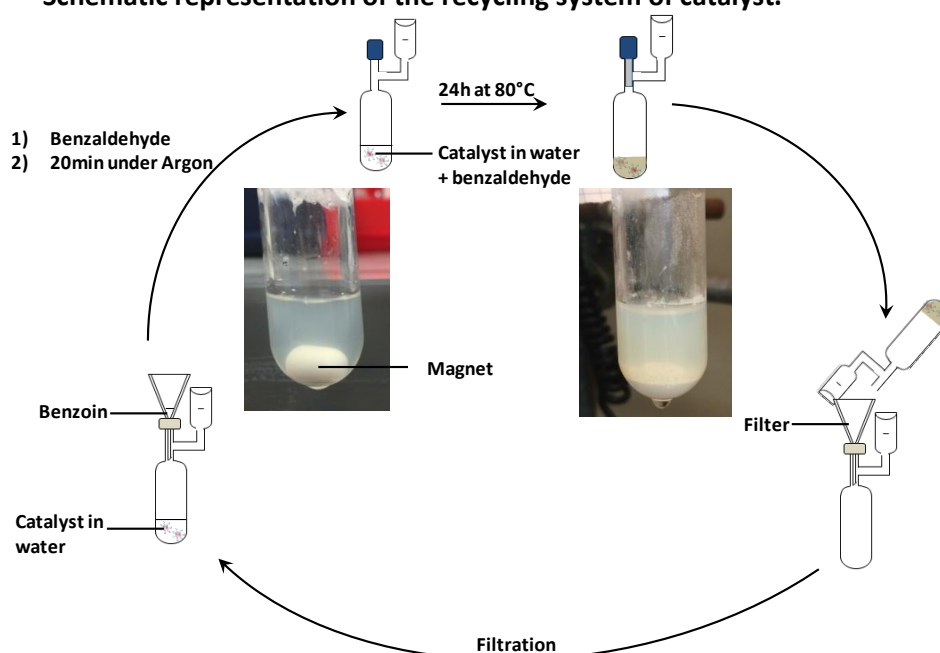 Schematic representation of the recycling system of catalyst.
24h at 80°C
1) Benzaldehyde
2) 20min under Argon
Catalyst in water
+ benzaldehyde
Magnet
Benzoin
Filter
Catalyst in
water
Filtration